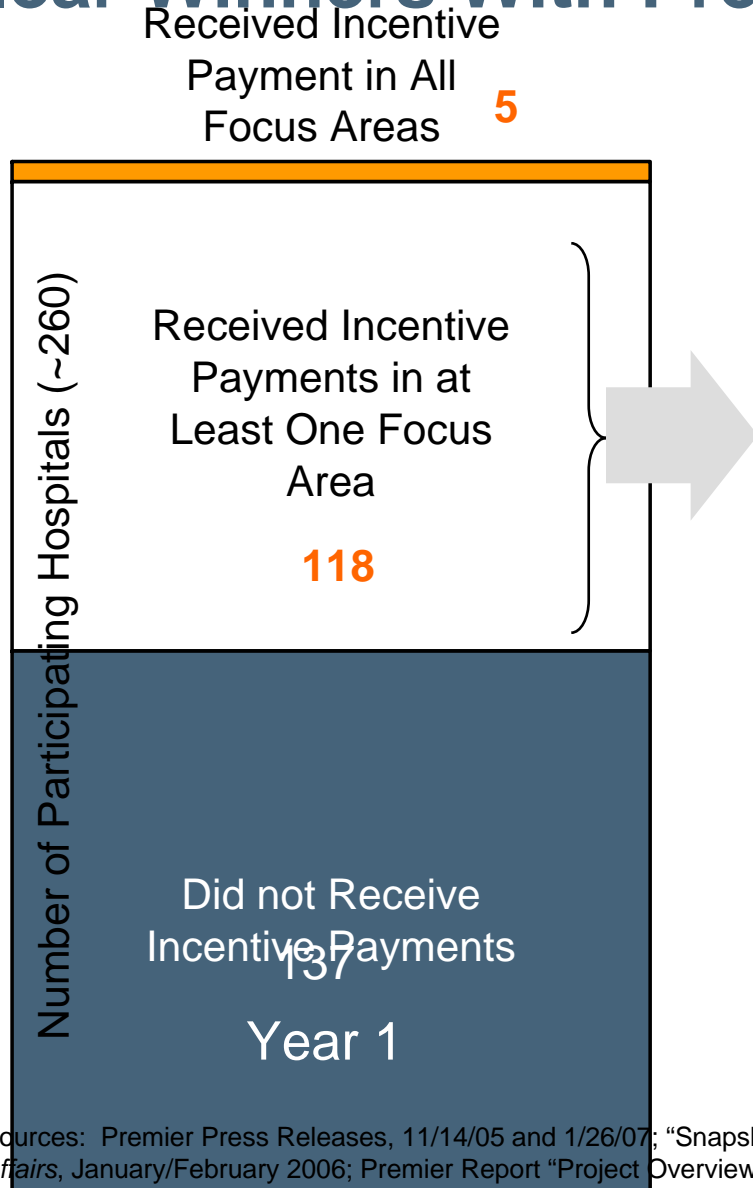 Winners With
Received Incentive
Payment in All
Focus Areas
5
Number of Participating Hospitals (~260)
Received Incentive
Payments in at
Least One Focus
Area
118
Did not Receive
Incentive Payments
137
Year 1
Premier Press Releases, 11/14/05 and 1/26/07; “Snaps
January/February 2006; Premier Report “Project Overview